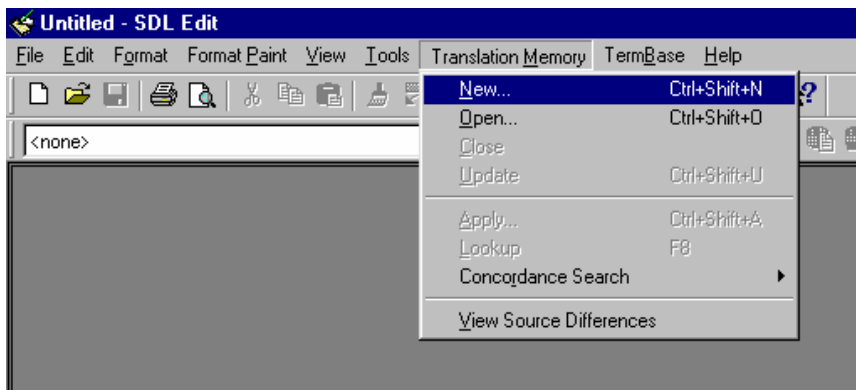 Untitled - SDL Edit
File Edit Format Format Paint View Tools Translation Memory TermBase Help
New... Ctrl+Shift+N
Open... Ctrl+Shift+O
<none>
Close
Update Ctrl+Shift+U
Apply... Ctrl+Shift+A
Lookup F8
Concordance Search
View Source Differences